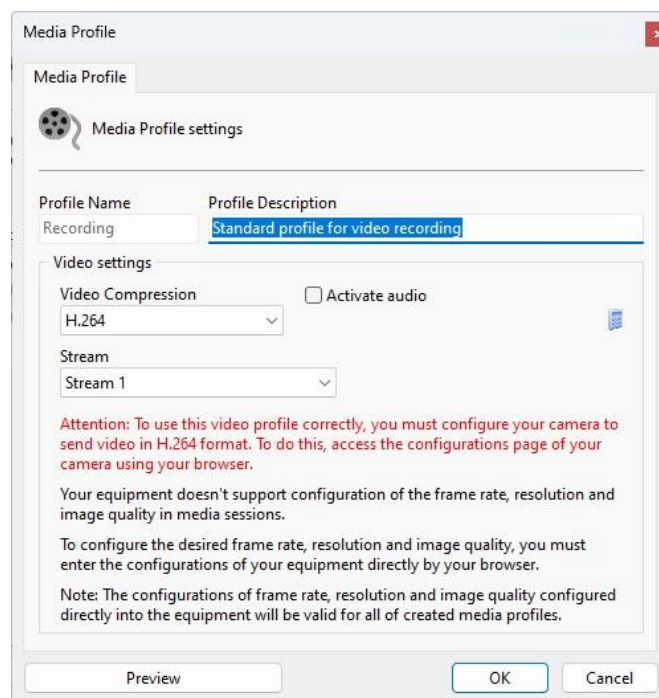 Media Profile
Media Profile
Media Profile settings
Profile Name
Profile Description
Recording
Standard profile for video recording
Video settings
Video Compression
Activate audio
H.264
Stream
Stream 1
Attention: To use this video profile correctly, you must configure your camera to
send video in H.264 format. To do this, access the configurations page of your
camera using your browser.
Your equipment doesn't support configuration of the frame rate, resolution and
image quality in media sessions.
To configure the desired frame rate, resolution and image quality, you must
enter the configurations of your equipment directly by your browser.
Note: The configurations of frame rate, resolution and image quality configured
directly into the equipment will be valid for all of created media profiles.
Preview
OK
Cancel